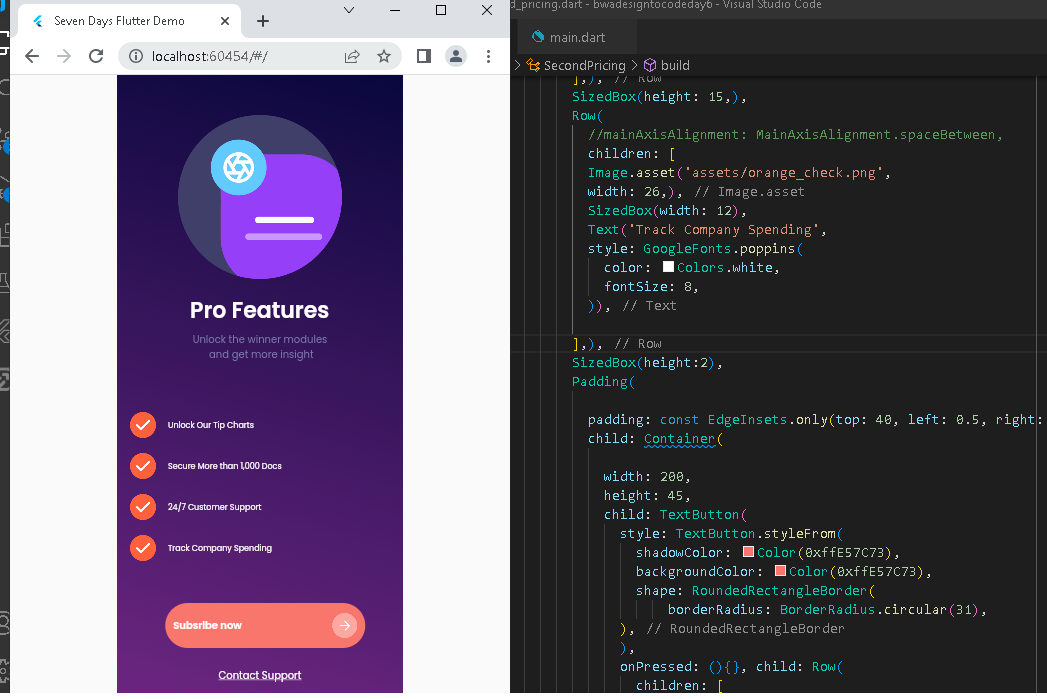 Seven Days Flutter Demo
localhost:60454/#/
Pro Features
Unlock the winner modules
and get more insight
Unlock Our Tip Charts
Secure More than 1,000 Docs
24/7 Customer Support
Track Company Spending
Subsribe now
Contact Support
d_pricing.dart - bwadesigntocodeday6 - Visual Studio Code
main.dart
SecondPricing > build
],), // Row
SizedBox(height: 15,),
Row(
//mainAxisAlignment: MainAxisAlignment.spaceBetween,
children: [
Image.asset('assets/orange_check.png',
width: 26,), // Image.asset
SizedBox(width: 12),
Text('Track Company Spending',
style: GoogleFonts.poppins(
color: Colors.white,
fontSize: 8,
)), // Text
],), // Row
SizedBox(height:2),
Padding(
padding: const EdgeInsets.only(top: 40, left: 0.5, right:
child: Container(
width: 200,
height: 45,
child: TextButton(
style: TextButton.styleFrom(
shadowColor: Color(0xffE57C73),
backgroundColor: Color(0xffE57C73),
shape: RoundedRectangleBorder(
borderRadius: BorderRadius.circular(31),
), // RoundedRectangleBorder
),
onPressed: (){}, child: Row(
children: [